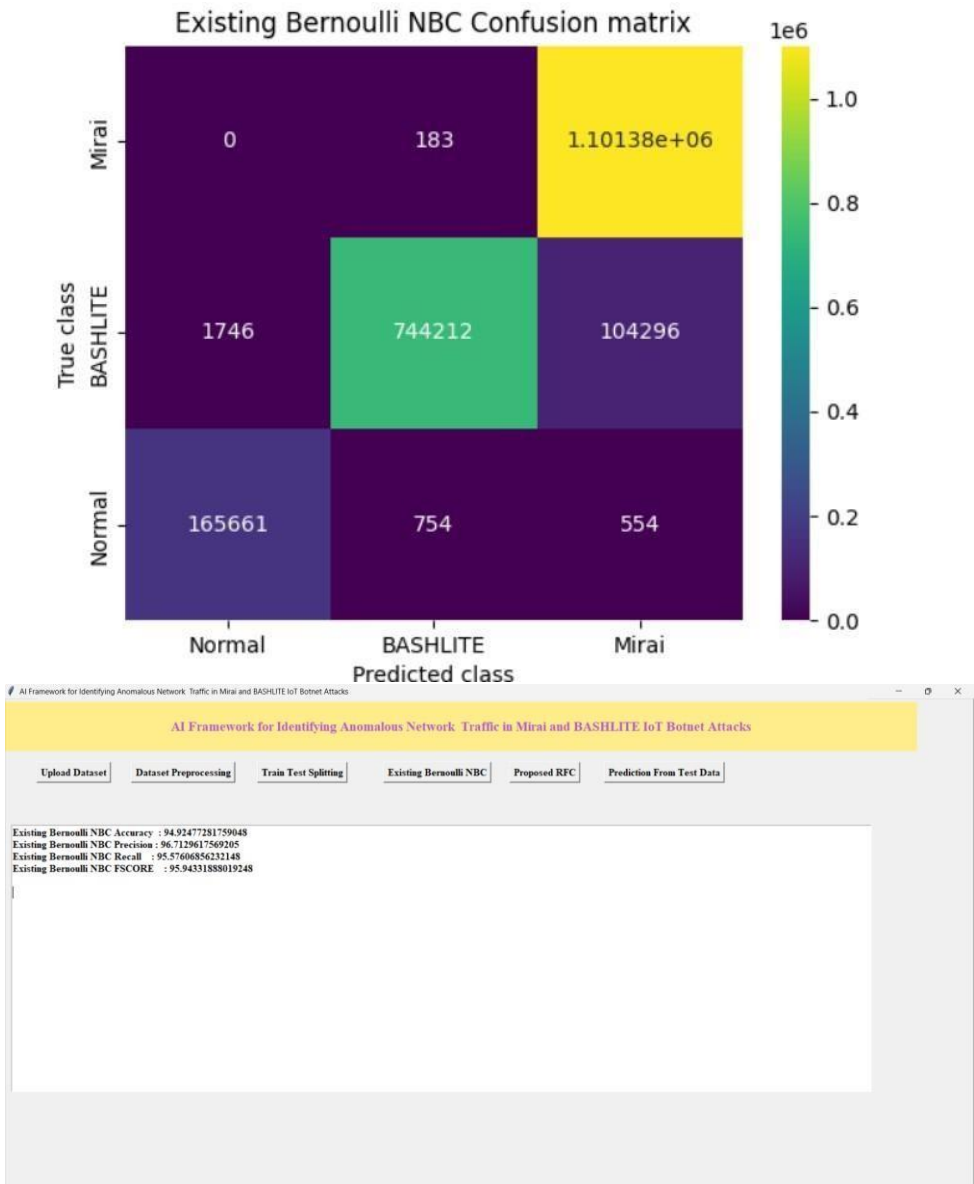 Existing Bernoulli NBC Confusion matrix
1e6
Mirai
0 183 1.10138e+06
1.0
0.8
True class
BASHLITE
1746 744212 104296
0.6
0.4
Normal
165661 754 554
0.2
0.0
Normal BASHLITE Mirai
Predicted class
AI Framework for Identifying Anomalous Network Traffic in Mirai and BASHLITE IoT Botnet Attacks
AI Framework for Identifying Anomalous Network Traffic in Mirai and BASHLITE IoT Botnet Attacks
Upload Dataset Dataset Preprocessing Train Test Splitting Existing Bernoulli NBC Proposed RFC Prediction From Test Data
Existing Bernoulli NBC Accuracy : 94.92477281759048
Existing Bernoulli NBC Precision : 96.7129617569205
Existing Bernoulli NBC Recall : 95.57606856232148
Existing Bernoulli NBC FSCORE : 95.94331888019248